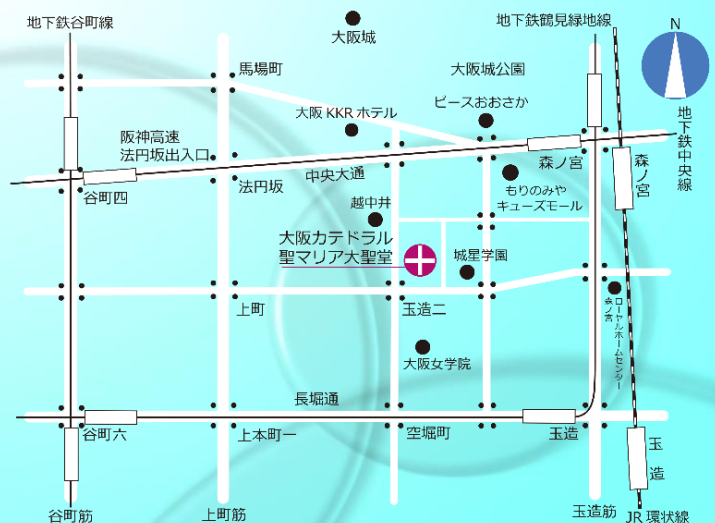 地下鉄谷町線
大阪城
地下鉄鶴見緑地線
N
馬場町
大阪城公園
大阪 KKR ホテル
ピースおおさか
地下鉄中央線
阪神高速
法円坂出入口
谷町四
法円坂
中央大通
森ノ宮
森ノ宮
もりのみや
キューズモール
越中井
大阪カテドラル
聖マリア大聖堂
城星学園
上町
玉造二
ローヤルホームセンター
森ノ宮
大阪女学院
長堀通
谷町六
上本町一
空堀町
玉造
玉造
谷町筋
上町筋
玉造筋
JR 環状線